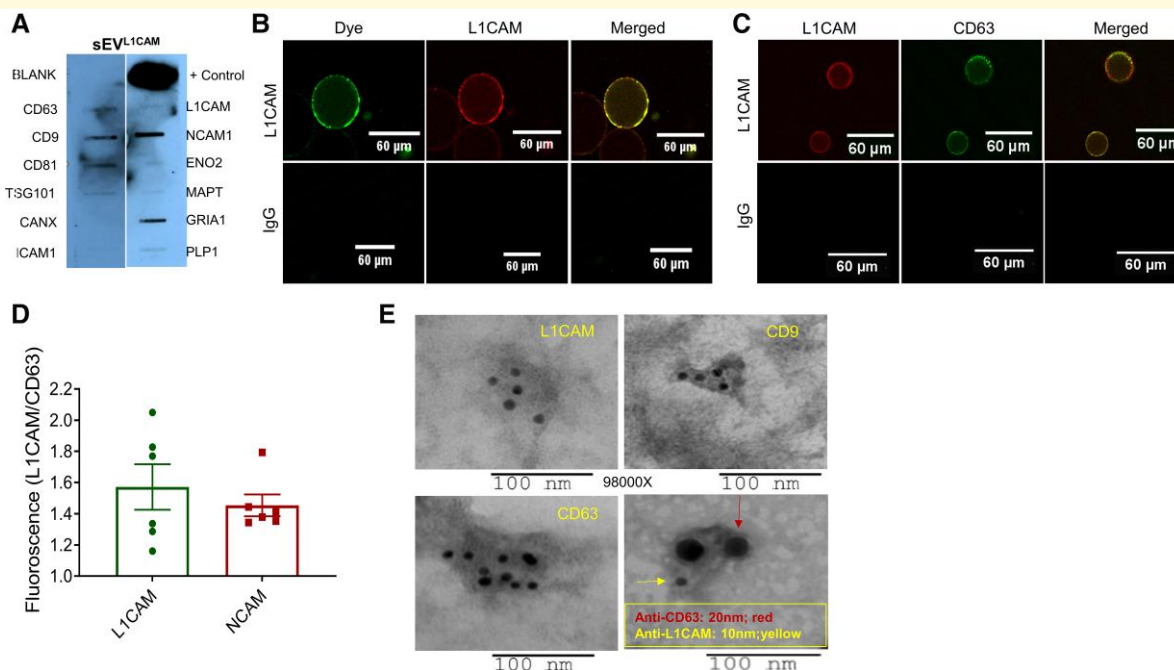 A
sEV^L1CAM
BLANK
+ Control
CD63
L1CAM
CD9
NCAM1
CD81
ENO2
TSG101
MAPT
CANX
GRIA1
ICAM1
PLP1
B
Dye
L1CAM
Merged
L1CAM
60 µm
60 µm
60 µm
IgG
60 µm
60 µm
60 µm
C
L1CAM
CD63
Merged
L1CAM
60 µm
60 µm
60 µm
IgG
60 µm
60 µm
60 µm
D
Fluoroscence (L1CAM/CD63)
2.2
2.0
1.8
1.6
1.4
1.2
1.0
L1CAM
NCAM
E
L1CAM
CD9
100 nm
98000X
100 nm
CD63
Anti-CD63: 20nm; red
Anti-L1CAM: 10nm;yellow
100 nm
100 nm